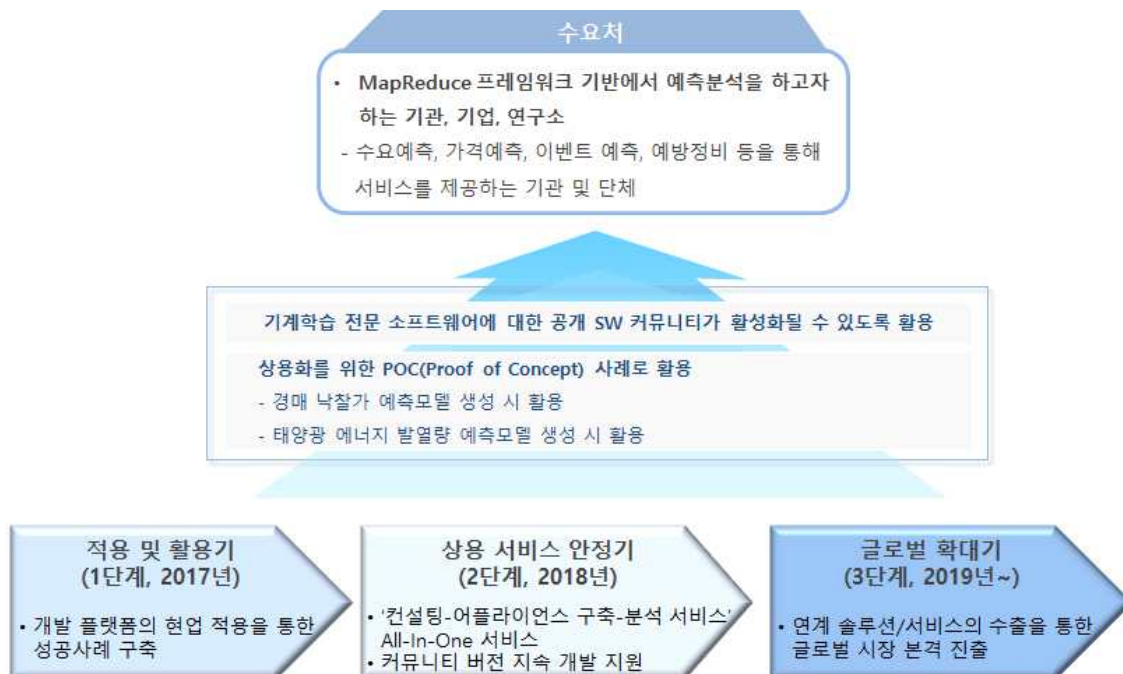 수요처
• MapReduce 프레임워크 기반에서 예측분석을 하고자
하는 기관, 기업, 연구소
- 수요예측, 가격예측, 이벤트 예측, 예방정비 등을 통해
서비스를 제공하는 기관 및 단체
기계학습 전문 소프트웨어에 대한 공개 SW 커뮤니티가 활성화될 수 있도록 활용
상용화를 위한 POC(Proof of Concept) 사례로 활용
- 경매 낙찰가 예측모델 생성 시 활용
- 태양광 에너지 발열량 예측모델 생성 시 활용
적용 및 활용기
(1단계, 2017년)
• 개발 플랫폼의 현업 적용을 통한
성공사례 구축
상용 서비스 안정기
(2단계, 2018년)
• '컨설팅-어플라이언스 구축-분석 서비스'
All-In-One 서비스
• 커뮤니티 버전 지속 개발 지원
글로벌 확대기
(3단계, 2019년~)
• 연계 솔루션/서비스의 수출을 통한
글로벌 시장 본격 진출